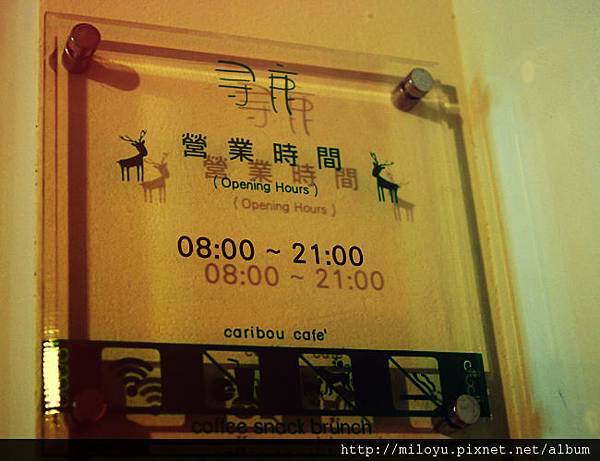 尋鹿
營業時間
( Opening Hours )
08:00 ~ 21:00
caribou cafe'
coffee snack brunch
http://miloyu.pixnet.net/album